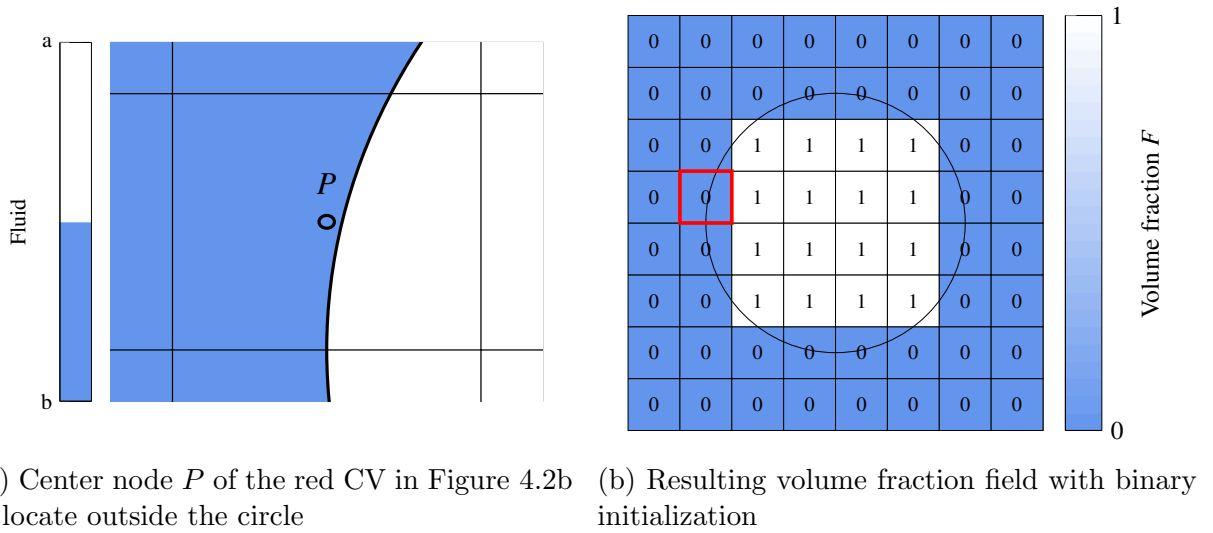 a
Fluid
b
P
0 0 0 0 0 0 0 0
0 0 0 0 0 0 0 0
0 0 1 1 1 1 0 0
0 0 1 1 1 1 0 0
0 0 1 1 1 1 0 0
0 0 1 1 1 1 0 0
0 0 0 0 0 0 0 0
0 0 0 0 0 0 0 0
1
Volume fraction F
0
) Center node P of the red CV in Figure 4.2b
locate outside the circle
(b) Resulting volume fraction field with binary
initialization